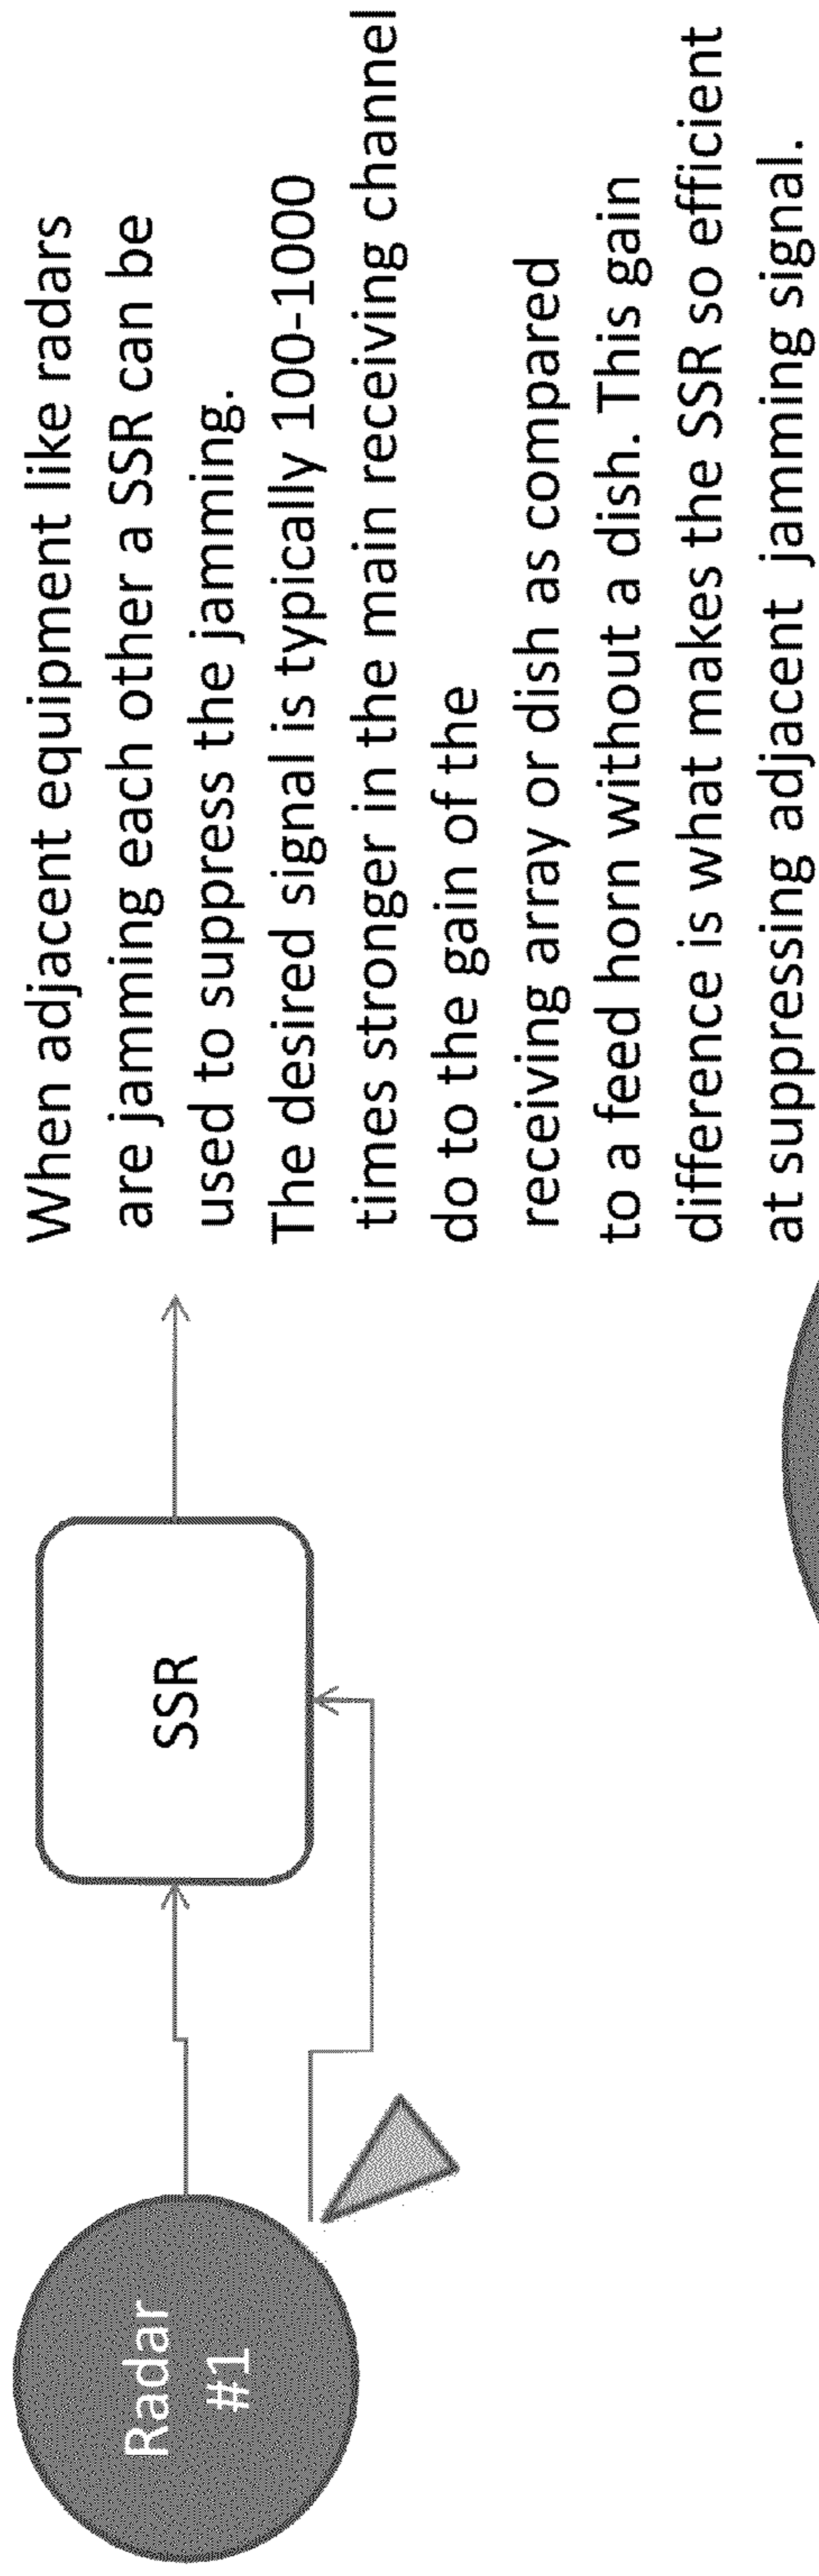 Radar
#1
SSR
When adjacent equipment like radars
are jamming each other a SSR can be
used to suppress the jamming.
The desired signal is typically 100-1000
times stronger in the main receiving channel
do to the gain of the
receiving array or dish as compared
to a feed horn without a dish. This gain
difference is what makes the SSR so efficient
at suppressing adjacent jamming signal.